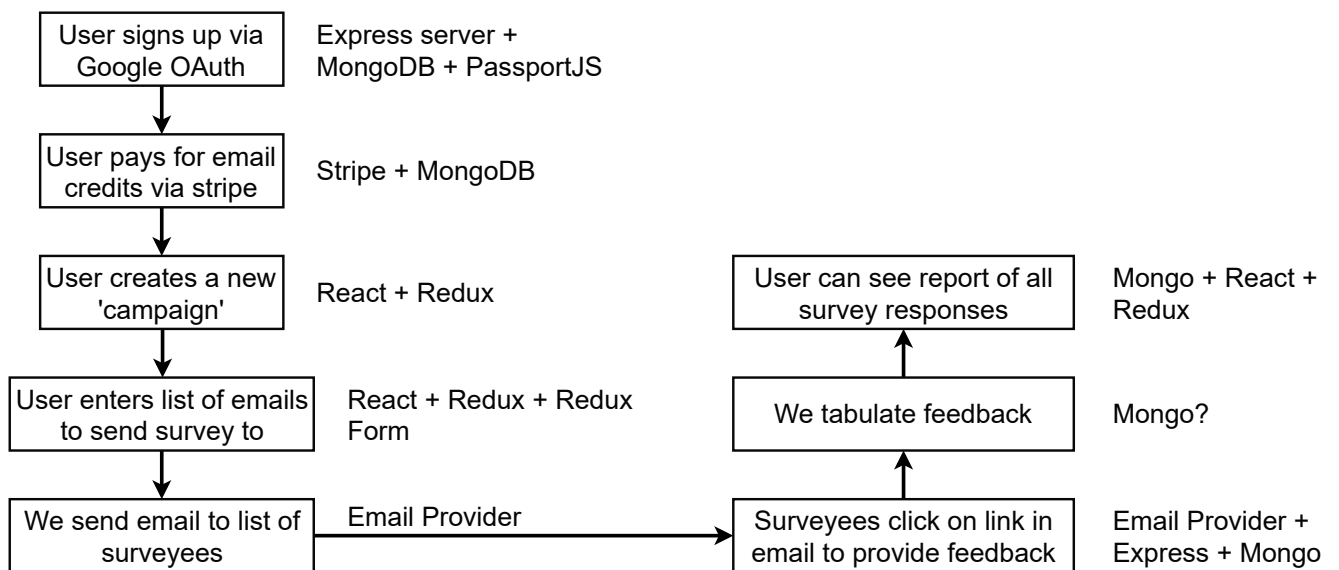 User signs up via
Google OAuth
Express server +
MongoDB + PassportJS
User pays for email
credits via stripe
Stripe + MongoDB
User creates a new
'campaign'
React + Redux
User enters list of emails
to send survey to
React + Redux + Redux
Form
We send email to list of
surveyees
Email Provider
Surveyees click on link in
email to provide feedback
Email Provider +
Express + Mongo
We tabulate feedback
Mongo?
User can see report of all
survey responses
Mongo + React +
Redux